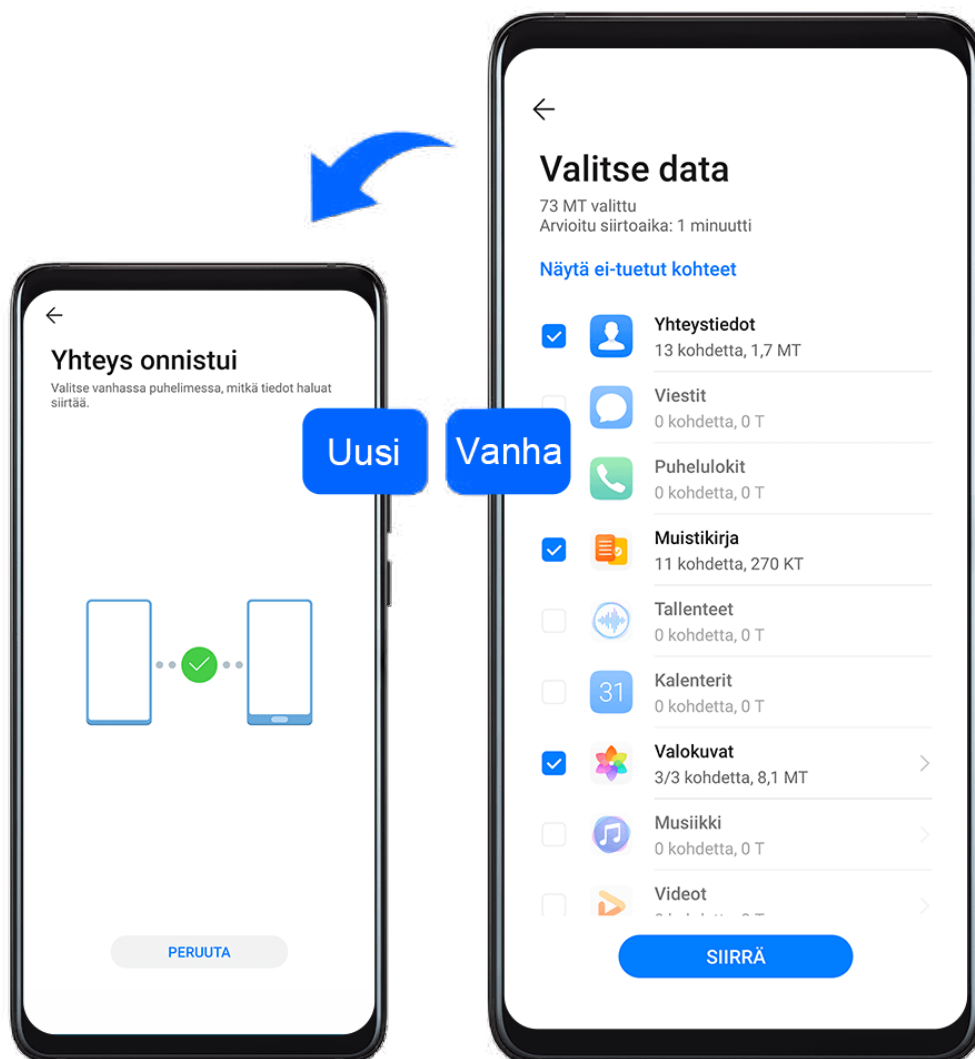 Yhteys onnistui
Valitse vanhassa puhelimessa, mitkä tiedot haluat
siirtää.
PERUUTA
Uusi
Vanha
Valitse data
73 MT valittu
Arvioitu siirtoaika: 1 minuutti
Näytä ei-tuetut kohteet
Yhteystiedot
13 kohdetta, 1,7 MT
Viestit
0 kohdetta, 0 T
Puhelulokit
0 kohdetta, 0 T
Muistikirja
11 kohdetta, 270 KT
Tallenteet
0 kohdetta, 0 T
31
Kalenterit
0 kohdetta, 0 T
Valokuvat
3/3 kohdetta, 8,1 MT
Musiikki
0 kohdetta, 0 T
Videot
SIIRRÄ